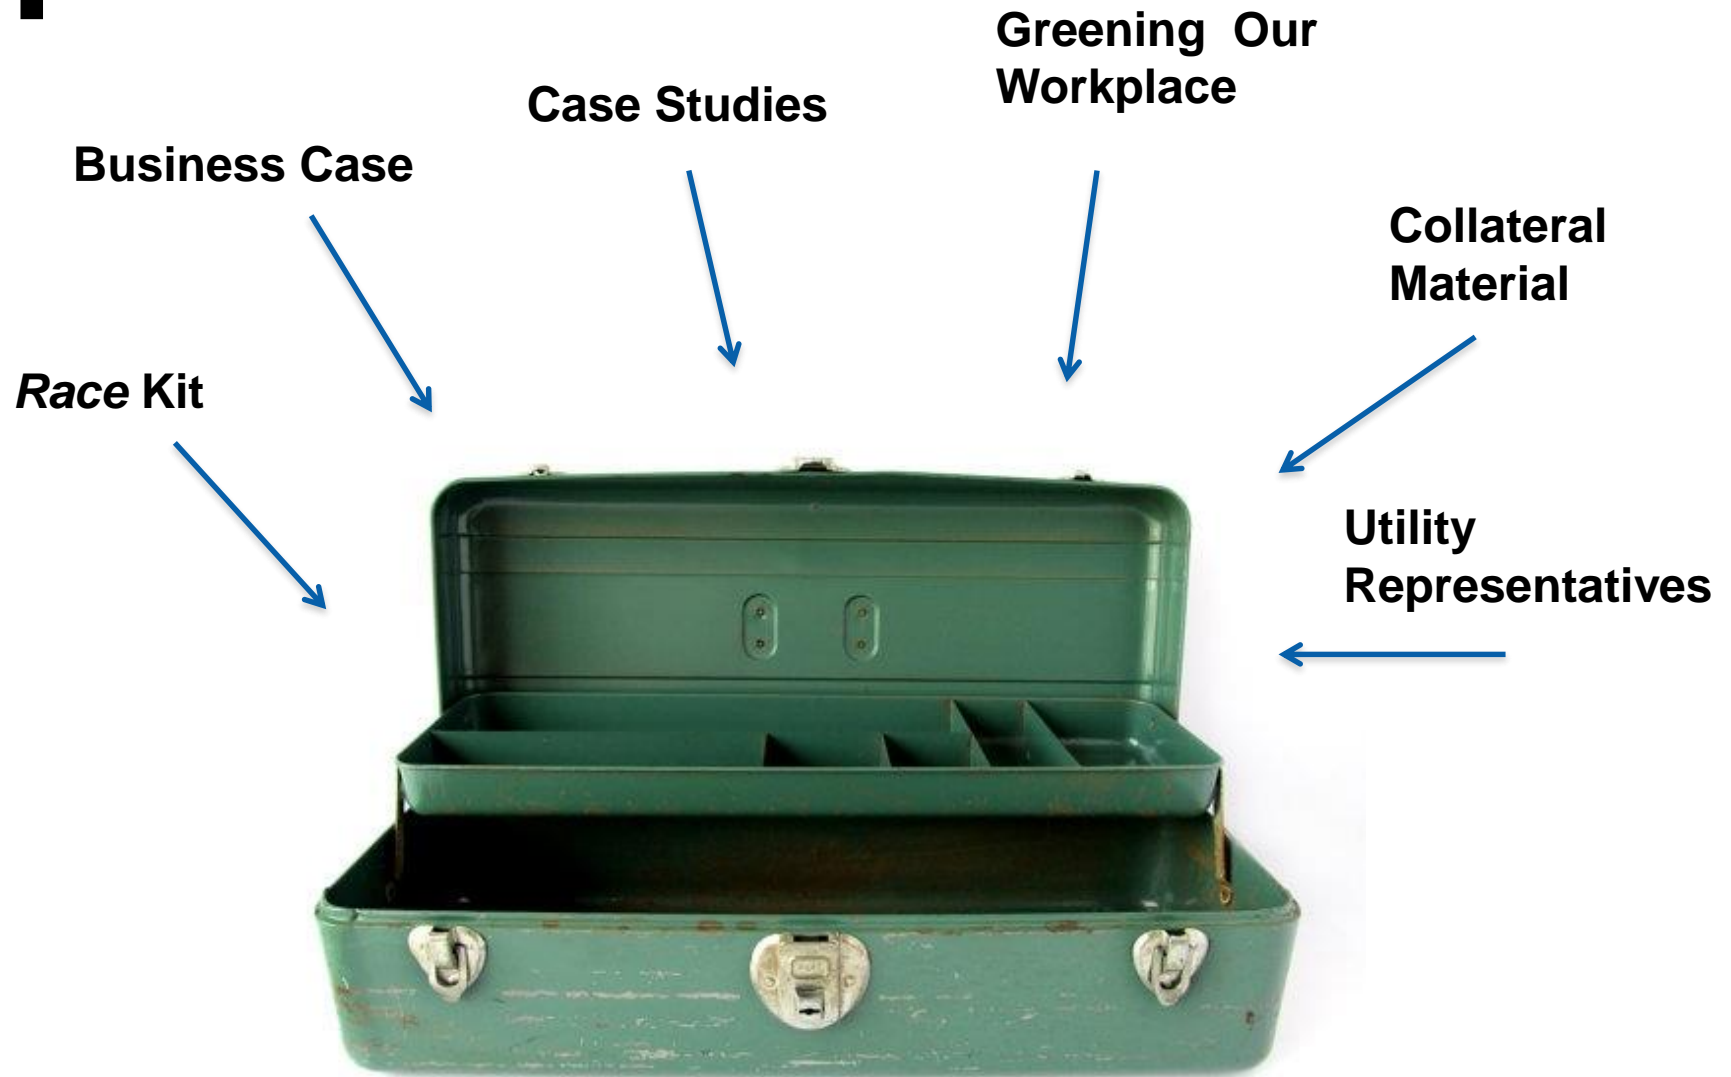 Greening Our
Workplace
Case Studies
Business Case
Collateral
Material
Race Kit
Utility
Representatives